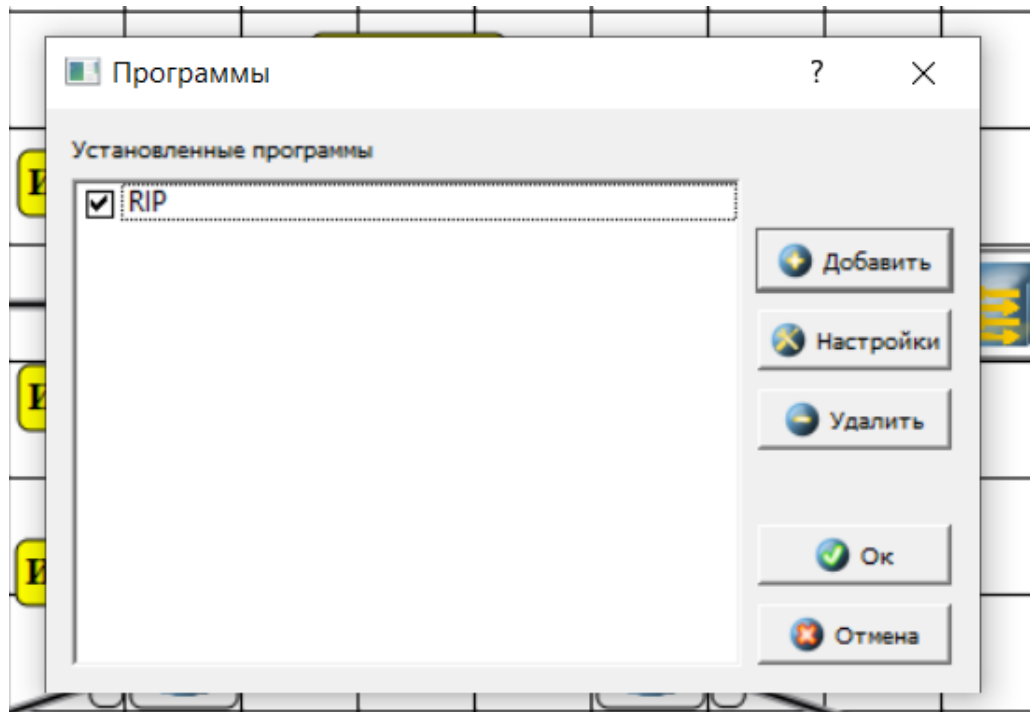 Программы
?
Установленные программы
RIP
Добавить
Настройки
Удалить
Ок
Отмена